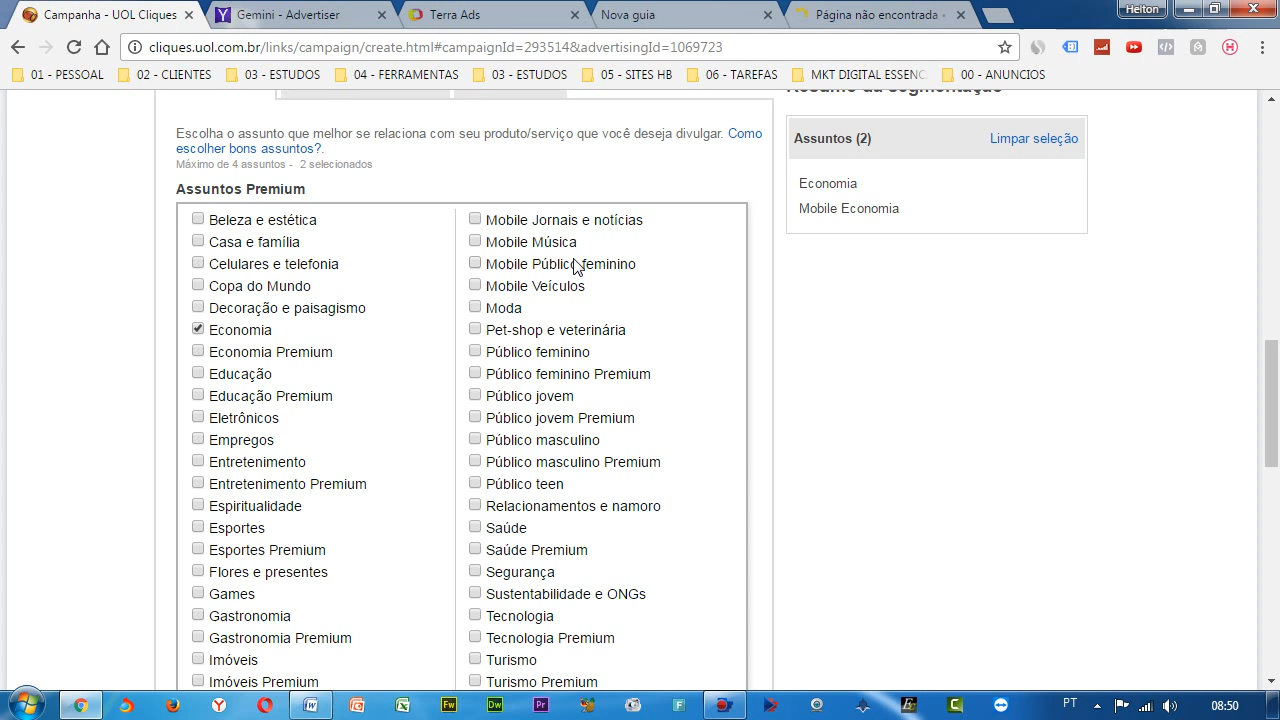 Campanha - UOL Cliques
Gemini - Advertiser
Terra Ads
Nova guia
Página não encontrada -
Helton
cliques.uol.com.br/links/campaign/create.html#campaignId=293514&advertisingId=1069723
01 - PESSOAL
02 - CLIENTES
03 - ESTUDOS
04 - FERRAMENTAS
03 - ESTUDOS
05 - SITES HB
06 - TAREFAS
MKT DIGITAL ESSENC
00 - ANUNCIOS
Resumo da segmentação
Escolha o assunto que melhor se relaciona com seu produto/serviço que você deseja divulgar. Como
escolher bons assuntos?.
Máximo de 4 assuntos - 2 selecionados
Assuntos (2)
Limpar seleção
Economia
Mobile Economia
Assuntos Premium
Beleza e estética
Casa e família
Celulares e telefonia
Copa do Mundo
Decoração e paisagismo
Economia
Economia Premium
Educação
Educação Premium
Eletrônicos
Empregos
Entretenimento
Entretenimento Premium
Espiritualidade
Esportes
Esportes Premium
Flores e presentes
Games
Gastronomia
Gastronomia Premium
Imóveis
Imóveis Premium
Mobile Jornais e notícias
Mobile Música
Mobile Público feminino
Mobile Veículos
Moda
Pet-shop e veterinária
Público feminino
Público feminino Premium
Público jovem
Público jovem Premium
Público masculino
Público masculino Premium
Público teen
Relacionamentos e namoro
Saúde
Saúde Premium
Segurança
Sustentabilidade e ONGs
Tecnologia
Tecnologia Premium
Turismo
Turismo Premium
Fw
Dw
Pr
F
PT
08:50